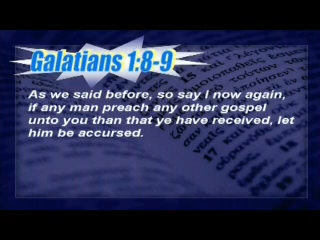 Galatians 1:8-9
As we said before, so say I now again,
if any man preach any other gospel
unto you than that ye have received, let
him be accursed.